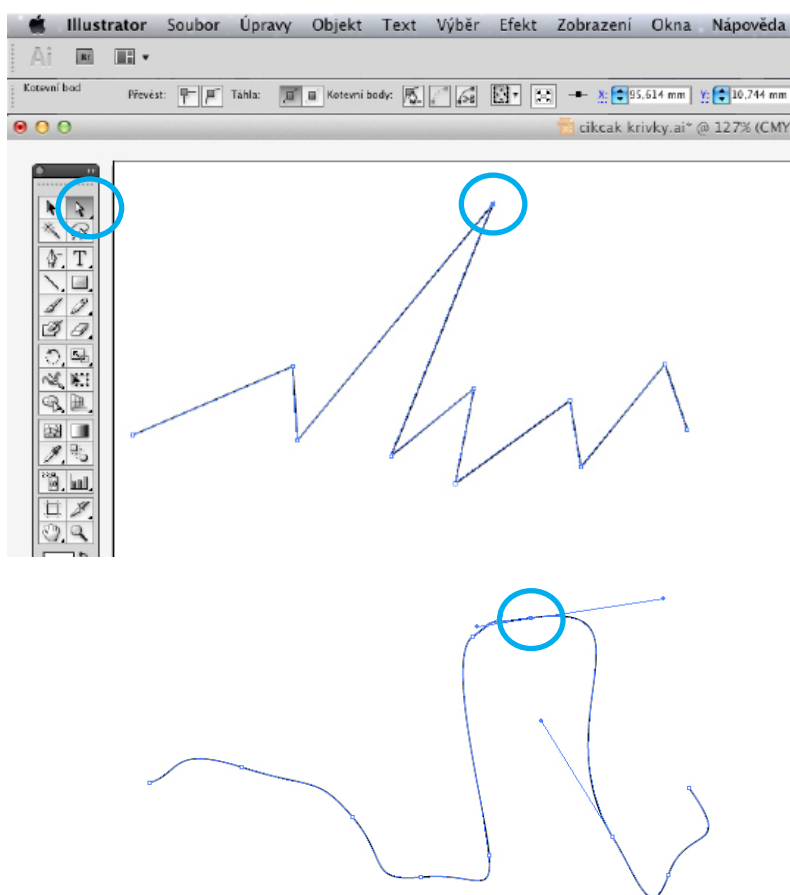 Illustrator Soubor Úpravy Objekt Text Výběr Efekt Zobrazení Okna Nápověda
Ai Br
Kotevní bod Převést: Táhla: Kotevní body: X: 95,614 mm Y: 10,744 mm
cikcak krivky.ai* @ 127% (CMY
T